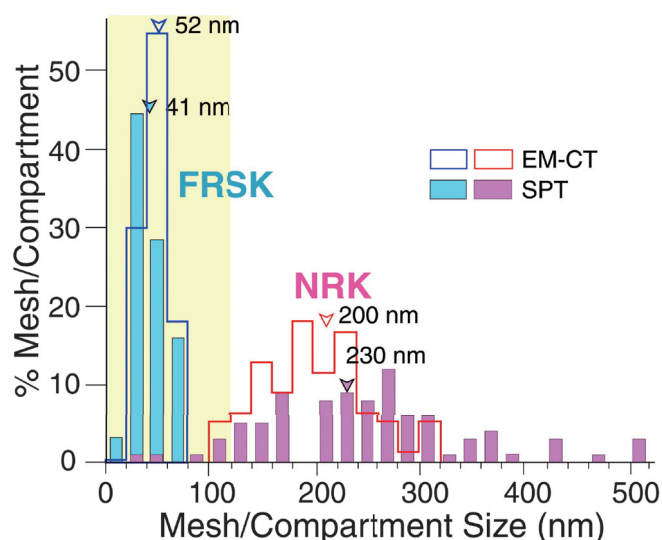 52 nm
50
41 nm
40
FRSK
EM-CT
SPT
30
20
NRK
200 nm
230 nm
10
0
0 100 200 300 400 500
% Mesh/Compartment
Mesh/Compartment Size (nm)